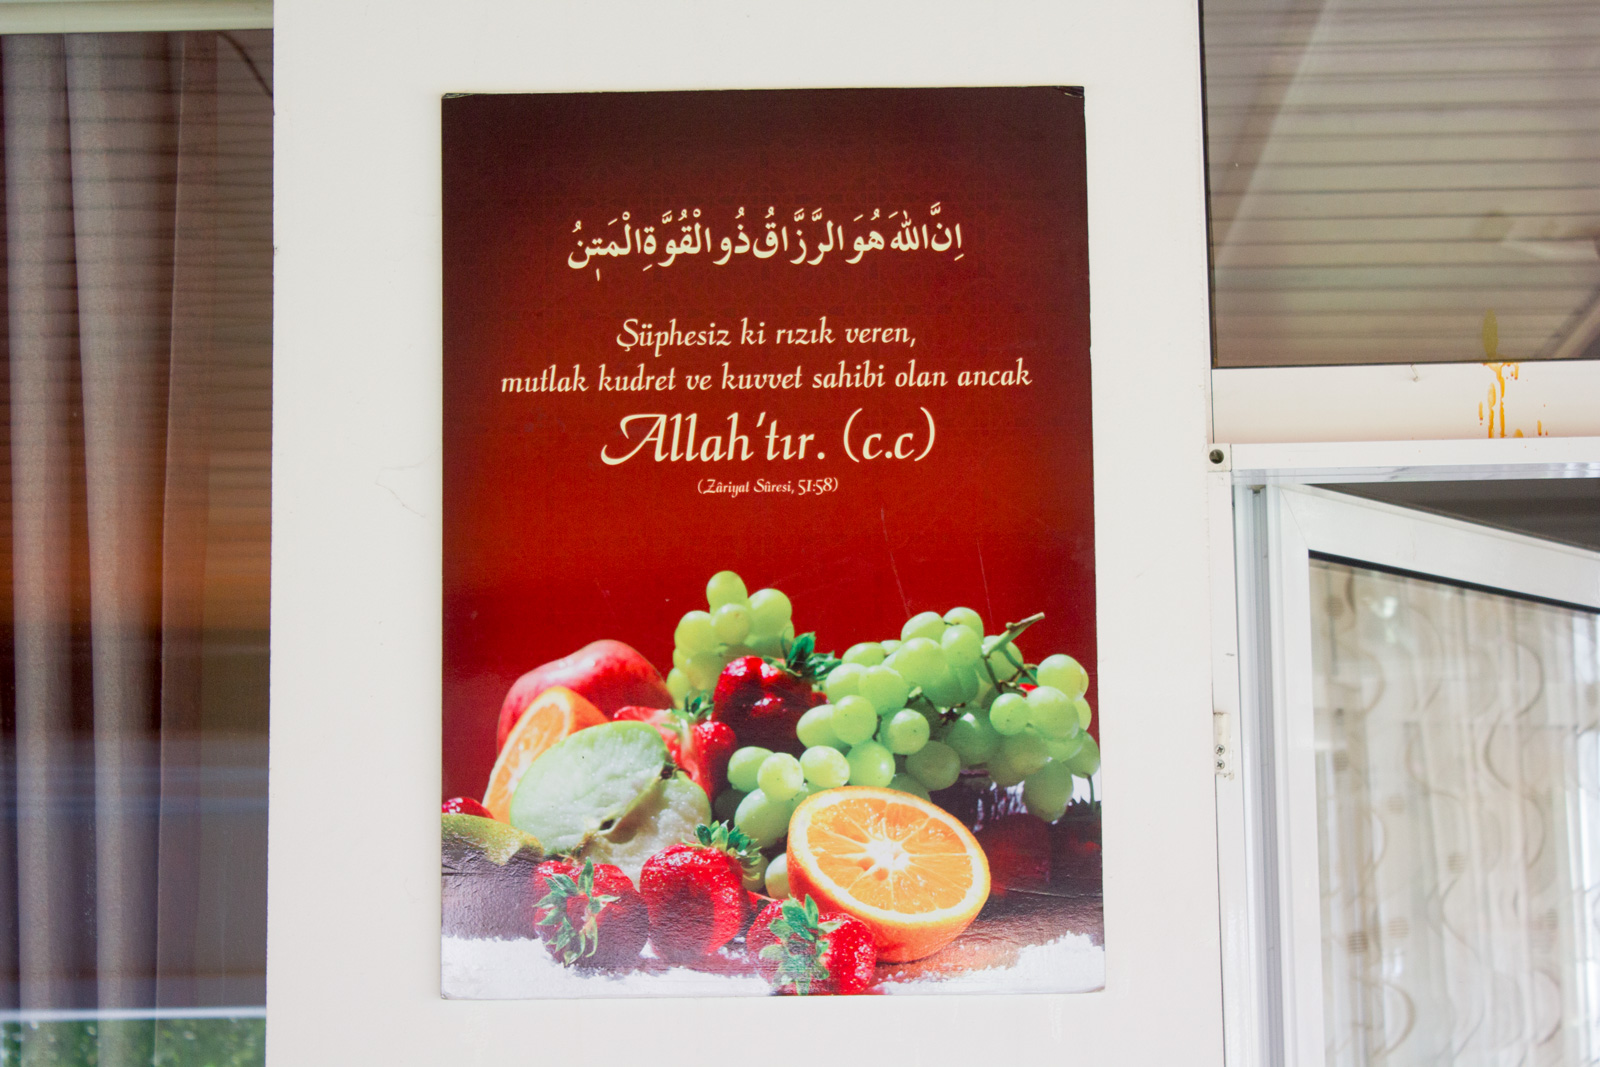 اِنَّ اللّٰهَ هُوَ الرَّزَّاقُ ذُو الْقُوَّةِ الْمَتٖينُ
Şüphesiz ki rızık veren,
mutlak kudret ve kuvvet sahibi olan ancak
Allah'tır. (c.c)
(Zâriyat Sûresi, 51:58)